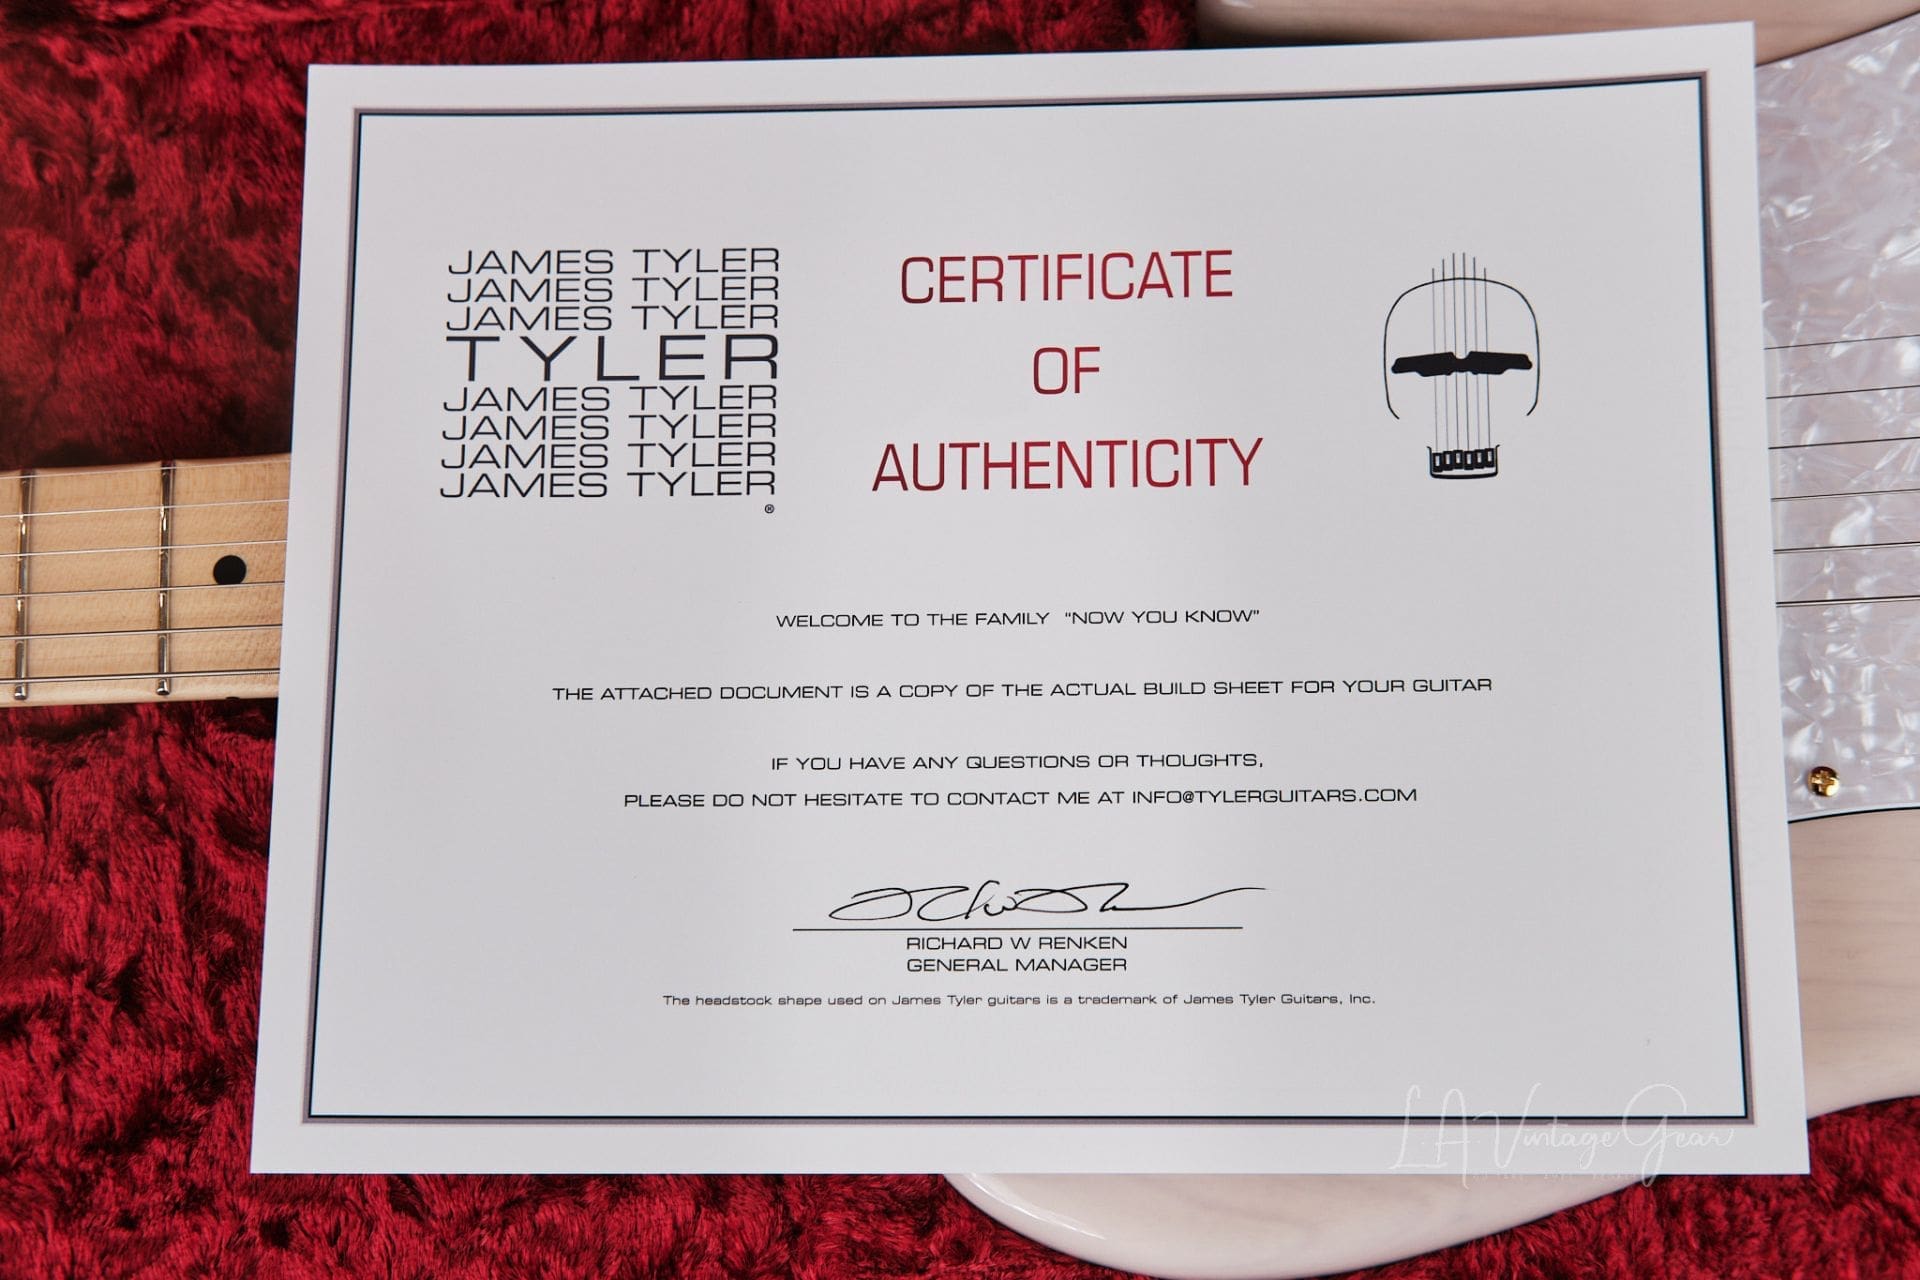 JAMES TYLER
JAMES TYLER
JAMES TYLER
TYLER
JAMES TYLER
JAMES TYLER
JAMES TYLER
JAMES TYLER
®
CERTIFICATE
OF
AUTHENTICITY
WELCOME TO THE FAMILY “NOW YOU KNOW”
THE ATTACHED DOCUMENT IS A COPY OF THE ACTUAL BUILD SHEET FOR YOUR GUITAR
IF YOU HAVE ANY QUESTIONS OR THOUGHTS,
PLEASE DO NOT HESITATE TO CONTACT ME AT INFO@TYLERGUITARS.COM
RICHARD W RENKEN
GENERAL MANAGER
The headstock shape used on James Tyler guitars is a trademark of James Tyler Guitars, Inc.
L.A. Vintage Gear